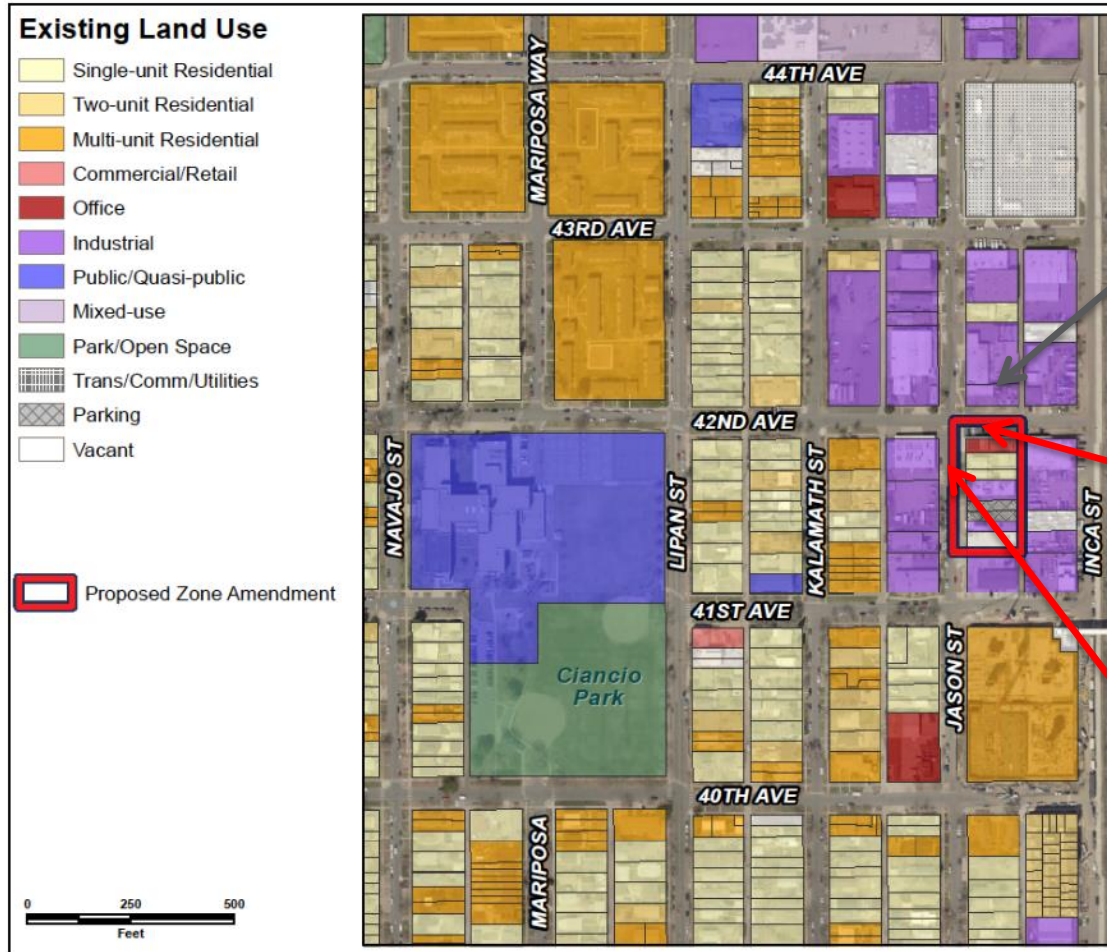 Existing Land Use
Single-unit Residential
Two-unit Residential
Multi-unit Residential
Commercial/Retail
Office
Industrial
Public/Quasi-public
Mixed-use
Park/Open Space
Trans/Comm/Utilities
Parking
Vacant
Proposed Zone Amendment
0 250 500
Feet
MARIPOSA WAY
44TH AVE
43RD AVE
42ND AVE
NAVAJO ST
LIPAN ST
KALAMATH ST
INCA ST
41ST AVE
JASON ST
Ciancio
Park
40TH AVE
MARIPOSA